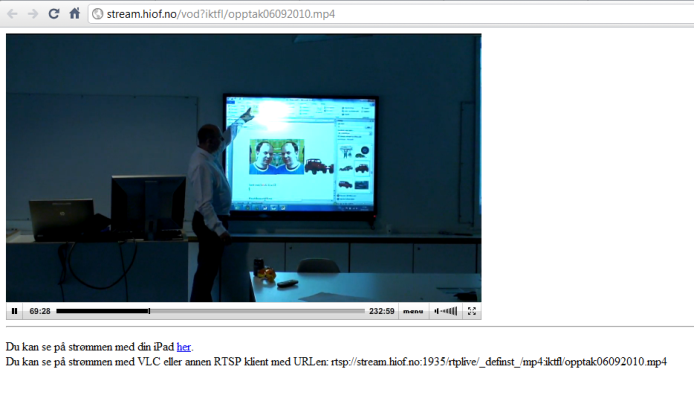 stream.hiof.no/vod?iktfl/opptak06092010.mp4
69:28
232:59
menu
Du kan se på strømmen med din iPad her.
Du kan se på strømmen med VLC eller annen RTSP klient med URLen: rtsp://stream.hiof.no:1935/rtplive/_definst_/mp4:iktfl/opptak06092010.mp4